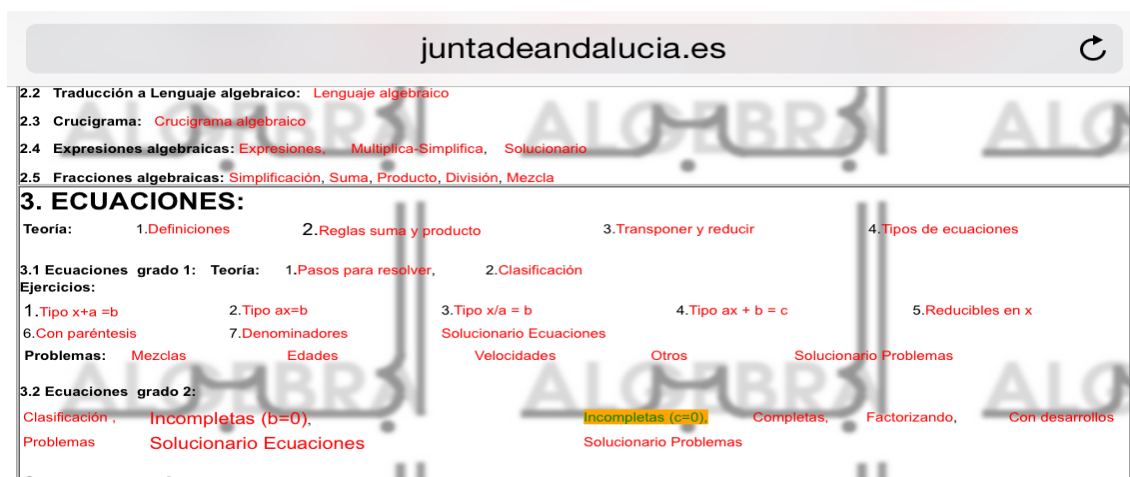 juntadeandalucia.es
2.2 Traducción a Lenguaje algebraico: Lenguaje algebraico
2.3 Crucigrama: Crucigrama algebraico
2.4 Expresiones algebraicas: Expresiones, Multiplica-Simplifica, Solucionario
2.5 Fracciones algebraicas: Simplificación, Suma, Producto, División, Mezcla
3. ECUACIONES:
Teoría: 1.Definiciones 2.Reglas suma y producto 3.Transponer y reducir 4.Tipos de ecuaciones
3.1 Ecuaciones grado 1: Teoría: 1.Pasos para resolver, 2.Clasificación
Ejercicios:
1.Tipo x+a =b 2.Tipo ax=b 3.Tipo x/a = b 4.Tipo ax + b = c 5.Reducibles en x
6.Con paréntesis 7.Denominadores Solucionario Ecuaciones
Problemas: Mezclas Edades Velocidades Otros Solucionario Problemas
3.2 Ecuaciones grado 2:
Clasificación , Incompletas (b=0), Incompletas (c=0), Completas, Factorizando, Con desarrollos
Problemas Solucionario Ecuaciones Solucionario Problemas
ALGEBRA ALGEBRA
ALGEBRA ALGEBRA